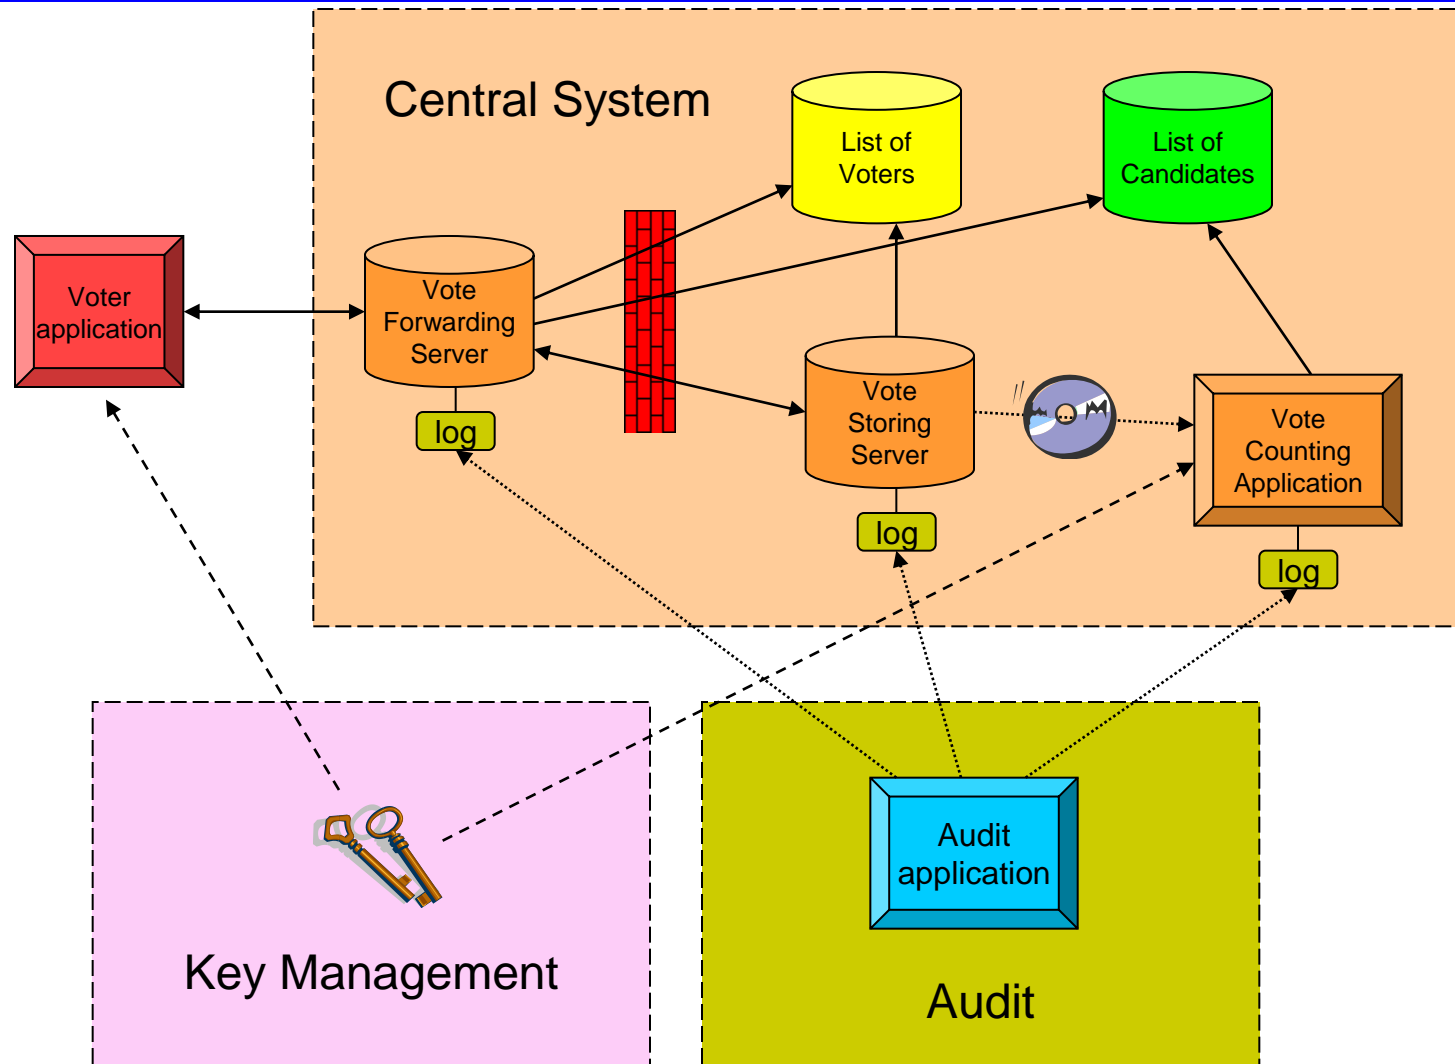 Central System
List of
Voters
List of
Candidates
Voter
application
Vote
Forwarding
Server
log
Vote
Storing
Server
log
Vote
Counting
Application
log
Audit
application
Key Management
Audit